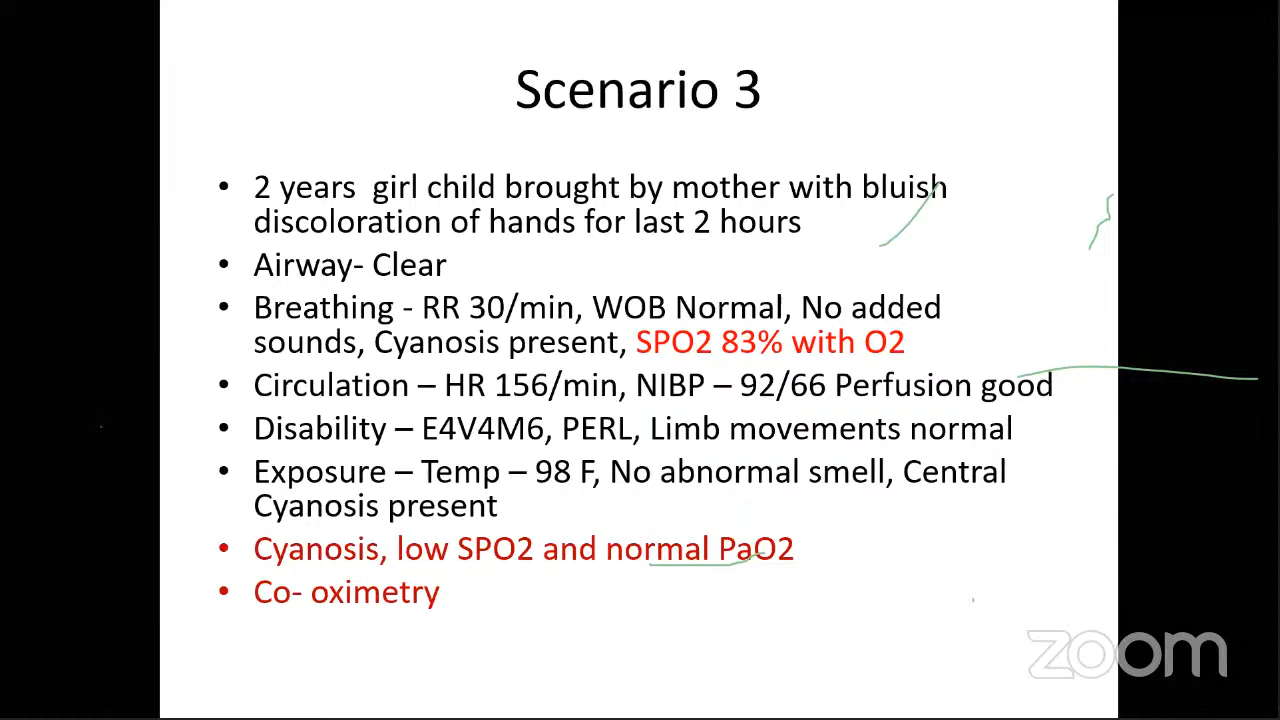 Scenario 3
• 2 years girl child brought by mother with bluish
discoloration of hands for last 2 hours
• Airway- Clear
• Breathing - RR 30/min, WOB Normal, No added
sounds, Cyanosis present, SPO2 83% with O2
• Circulation – HR 156/min, NIBP – 92/66 Perfusion good
• Disability – E4V4M6, PERL, Limb movements normal
• Exposure – Temp – 98 F, No abnormal smell, Central
Cyanosis present
• Cyanosis, low SPO2 and normal PaO2
• Co- oximetry
zoom